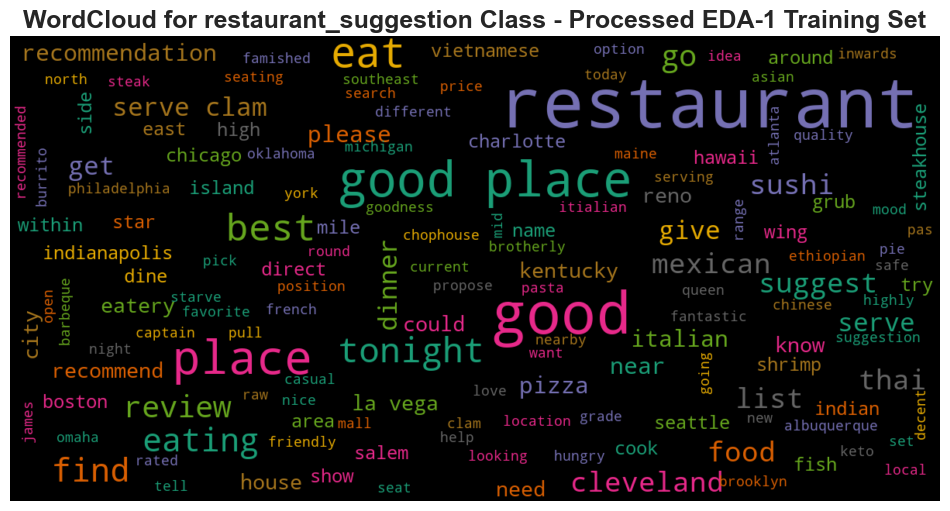 WordCloud for restaurant_suggestion Class - Processed EDA-1 Training Set
recommendation famished eat vietnamese option go idea around inwards
north steak seating southeast search price today asian
recommended side serve clam different restaurant
east high please charlotte atlanta quality
burrito get chicago oklahoma michigan maine hawaii steakhouse
philadelphia island york good place serving reno sushi grub
goodness itialian mood
within star best mile chophouse mid name give range wing pas
indianapolis round brotherly ethiopian pie
dine pick direct dinner current kentucky mexican safe
position propose pasta queen suggest try
barbeque open eatery starve favorite french good fantastic chinese highly
city captain pull could nearby italian serve suggestion
night place tonight want near going know
recommend casual pizza shrimp thai
james boston review raw nice love list indian decent
la vega grade new
area mall clam location seattle albuquerque
omaha eating friendly help cook keto set
rated salem looking hungry food fish local
find tell house show seat need cleveland brooklyn